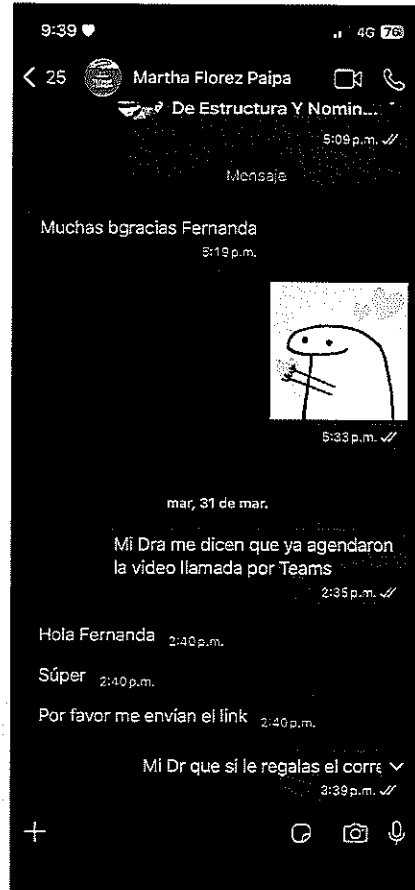 9:39
4G 76
25 Martha Florez Paipa
De Estructura Y Nomin...
5:09 p.m.
Mensaje
Muchas bgracias Fernanda
5:19 p.m.
5:33 p.m.
mar, 31 de mar.
Mi Dra me dicen que ya agendaron
la video llamada por Teams
2:35 p.m.
Hola Fernanda 2:40 p.m.
Súper 2:40 p.m.
Por favor me envían el link 2:40 p.m.
Mi Dr que si le regalas el corre
3:39 p.m.